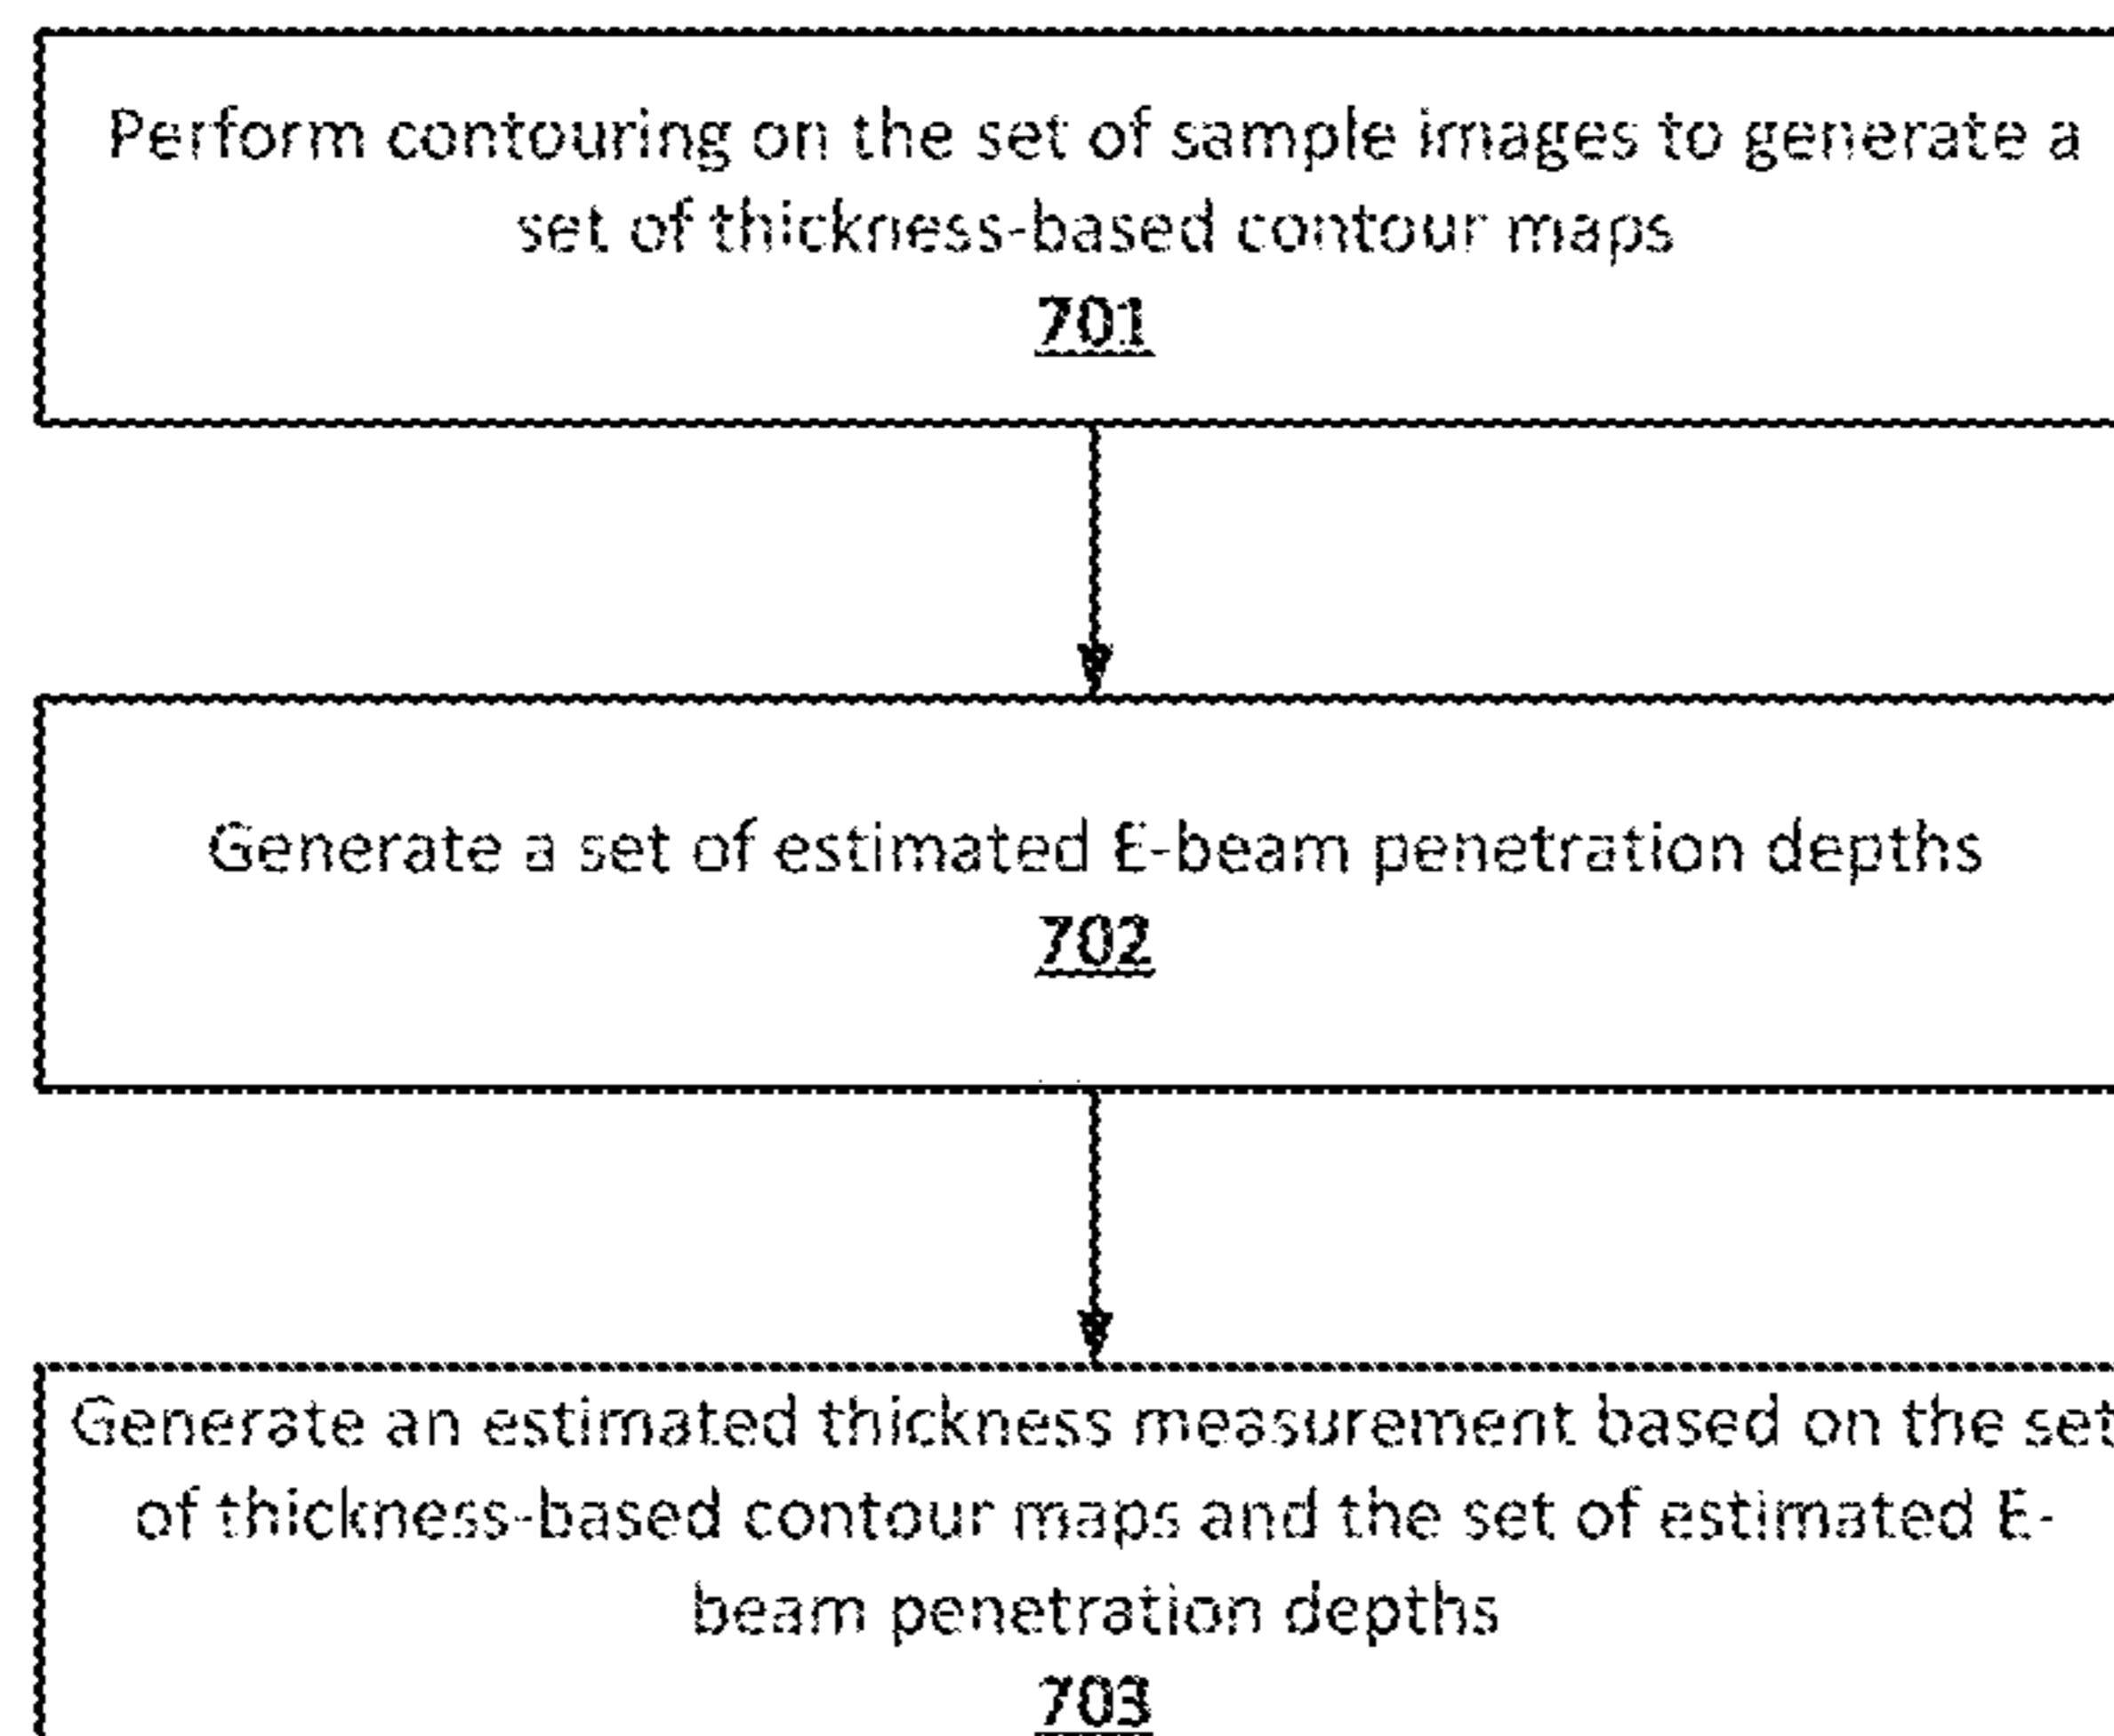 Perform contouring on the set of sample images to generate a
set of thickness-based contour maps
701
Generate a set of estimated E-beam penetration depths
702
Generate an estimated thickness measurement based on the set
of thickness-based contour maps and the set of estimated E-
beam penetration depths
703